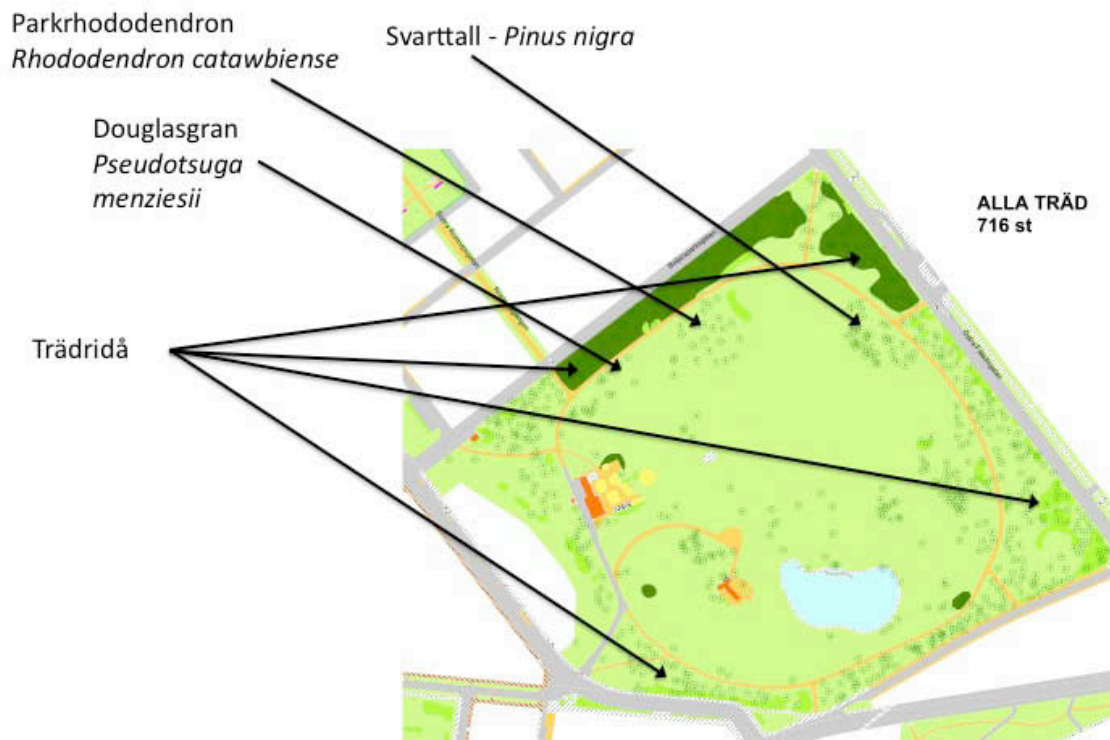 Parkrhododendron
Rhododendron catawbiense
Svarttall - Pinus nigra
Douglasgran
Pseudotsuga
menziesii
ALLA TRÄD
716 st
Trädridå